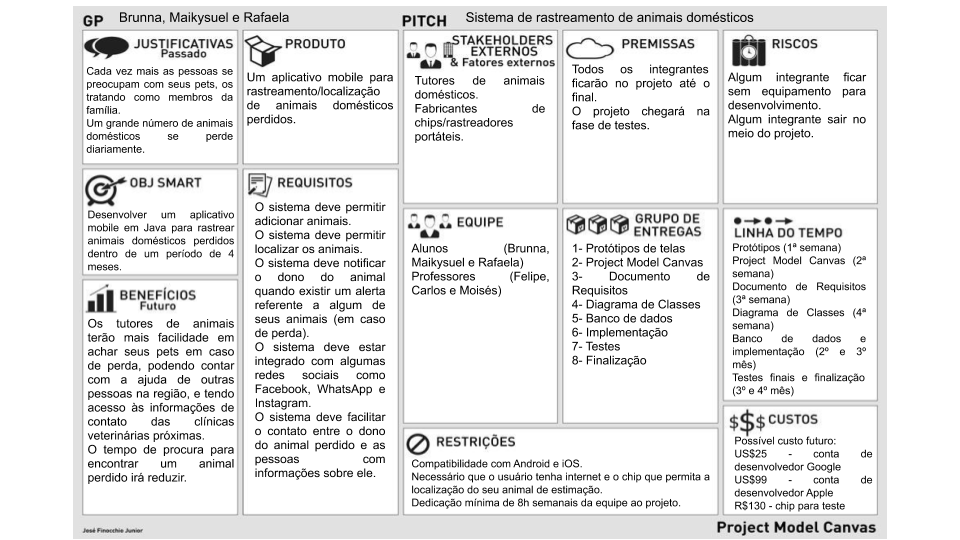 GP Brunna, Maikysuel e Rafaela
PITCH Sistema de rastreamento de animais domésticos
JUSTIFICATIVAS
Passado
Cada vez mais as pessoas se
preocupam com seus pets, os
tratando como membros da
família.
Um grande número de animais
domésticos se perde
diariamente.
PRODUTO
Um aplicativo mobile para
rastreamento/localização
de animais domésticos
perdidos.
STAKEHOLDERS
EXTERNOS
& Fatores externos
Tutores de animais
domésticos.
Fabricantes de
chips/rastreadores
portáteis.
PREMISSAS
Todos os integrantes
ficarão no projeto até o
final.
O projeto chegará na
fase de testes.
RISCOS
Algum integrante ficar
sem equipamento para
desenvolvimento.
Algum integrante sair no
meio do projeto.
OBJ SMART
Desenvolver um aplicativo
mobile em Java para rastrear
animais domésticos perdidos
dentro de um período de 4
meses.
REQUISITOS
O sistema deve permitir
adicionar animais.
O sistema deve permitir
localizar os animais.
O sistema deve notificar
o dono do animal
quando existir um alerta
referente a algum de
seus animais (em caso
de perda).
O sistema deve estar
integrado com algumas
redes sociais como
Facebook, WhatsApp e
Instagram.
O sistema deve facilitar
o contato entre o dono
do animal perdido e as
pessoas com
informações sobre ele.
EQUIPE
Alunos (Brunna,
Maikysuel e Rafaela)
Professores (Felipe,
Carlos e Moisés)
GRUPO DE
ENTREGAS
1- Protótipos de telas
2- Project Model Canvas
3- Documento de
Requisitos
4- Diagrama de Classes
5- Banco de dados
6- Implementação
7- Testes
8- Finalização
LINHA DO TEMPO
Protótipos (1ª semana)
Project Model Canvas (2ª
semana)
Documento de Requisitos
(3ª semana)
Diagrama de Classes (4ª
semana)
Banco de dados e
implementação (2º e 3º
mês)
Testes finais e finalização
(3º e 4º mês)
BENEFÍCIOS
Futuro
Os tutores de animais
terão mais facilidade em
achar seus pets em caso
de perda, podendo contar
com a ajuda de outras
pessoas na região, e tendo
acesso às informações de
contato das clínicas
veterinárias próximas.
O tempo de procura para
encontrar um animal
perdido irá reduzir.
RESTRIÇÕES
Compatibilidade com Android e iOS.
Necessário que o usuário tenha internet e o chip que permita a
localização do seu animal de estimação.
Dedicação mínima de 8h semanais da equipe ao projeto.
$$$ CUSTOS
Possível custo futuro:
US$25 - conta de
desenvolvedor Google
US$99 - conta de
desenvolvedor Apple
R$130 - chip para teste
José Finocchio Junior
Project Model Canvas